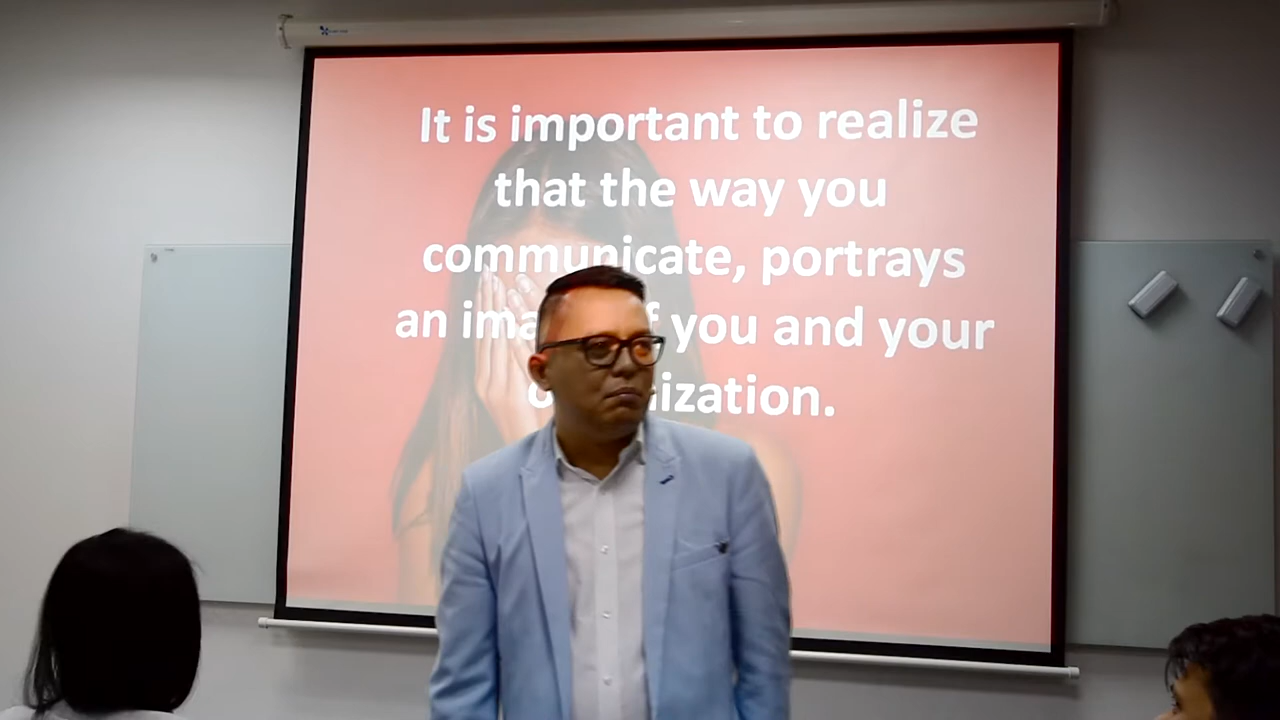 It is important to realize
that the way you
communicate, portrays
an you and your